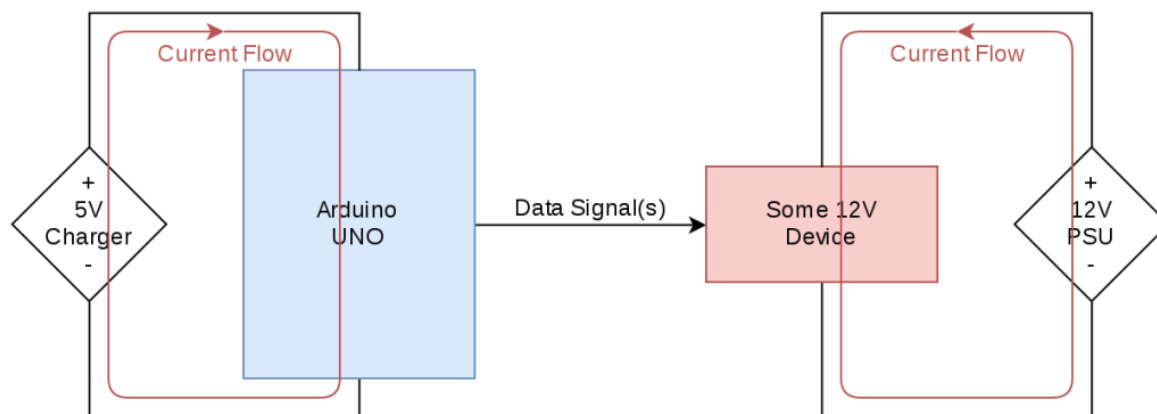 Current Flow
Current Flow
+
5V
Charger
-
Arduino
UNO
Data Signal(s)
Some 12V
Device
+
12V
PSU
-